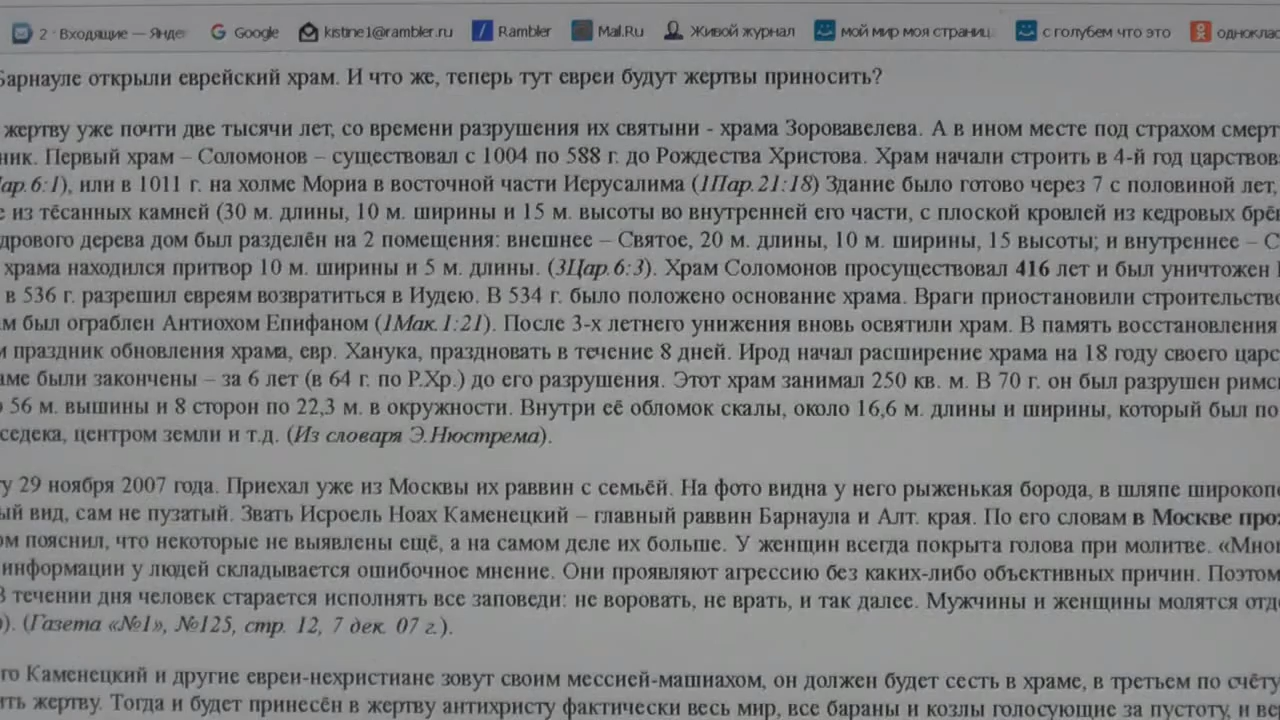 2 · Входящие — Янде Google kistine1@rambler.ru Rambler Mail.Ru Живой журнал мой мир моя страниц с голубем что это однокла
Барнауле открыли еврейский храм. И что же, теперь тут евреи будут жертвы приносить?
жертву уже почти две тысячи лет, со времени разрушения их святыни - храма Зоровавелева. А в ином месте под страхом смерт
ник. Первый храм – Соломонов – существовал с 1004 по 588 г. до Рождества Христова. Храм начали строить в 4-й год царствов
ар.6:1), или в 1011 г. на холме Мориа в восточной части Иерусалима (1Пар.21:18) Здание было готово через 7 с половиной лет,
е из тёсанных камней (30 м. длины, 10 м. ширины и 15 м. высоты во внутренней его части, с плоской кровлей из кедровых брё
дрового дерева дом был разделён на 2 помещения: внешнее – Святое, 20 м. длины, 10 м. ширины, 15 высоты; и внутреннее – С
храма находился притвор 10 м. ширины и 5 м. длины. (3Цар.6:3). Храм Соломонов просуществовал 416 лет и был уничтожен
в 536 г. разрешил евреям возвратиться в Иудею. В 534 г. было положено основание храма. Враги приостановили строительство
ам был ограблен Антиохом Епифаном (1Мак.1:21). После 3-х летнего унижения вновь освятили храм. В память восстановления
и праздник обновления храма, евр. Ханука, праздновать в течение 8 дней. Ирод начал расширение храма на 18 году своего царс
аме были закончены – за 6 лет (в 64 г. по Р.Хр.) до его разрушения. Этот храм занимал 250 кв. м. В 70 г. он был разрушен римс
о 56 м. вышины и 8 сторон по 22,3 м. в окружности. Внутри её обломок скалы, около 16,6 м. длины и ширины, который был по
седека, центром земли и т.д. (Из словаря Э.Нюстрема).
ту 29 ноября 2007 года. Приехал уже из Москвы их раввин с семьёй. На фото видна у него рыженькая борода, в шляпе широкопо
ый вид, сам не пузатый. Звать Исроель Ноах Каменецкий – главный раввин Барнаула и Алт. края. По его словам в Москве про
ом пояснил, что некоторые не выявлены ещё, а на самом деле их больше. У женщин всегда покрыта голова при молитве. «Мног
информации у людей складывается ошибочное мнение. Они проявляют агрессию без каких-либо объективных причин. Поэтом
В течении дня человек старается исполнять все заповеди: не воровать, не врать, и так далее. Мужчины и женщины молятся отд
). (Газета «№1», №125, стр. 12, 7 дек. 07 г.).
го Каменецкий и другие евреи-нехристиане зовут своим мессией-машиахом, он должен будет сесть в храме, в третьем по счёту
ить жертву. Тогда и будет принесён в жертву антихристу фактически весь мир, все бараны и козлы голосующие за пустоту, и ве